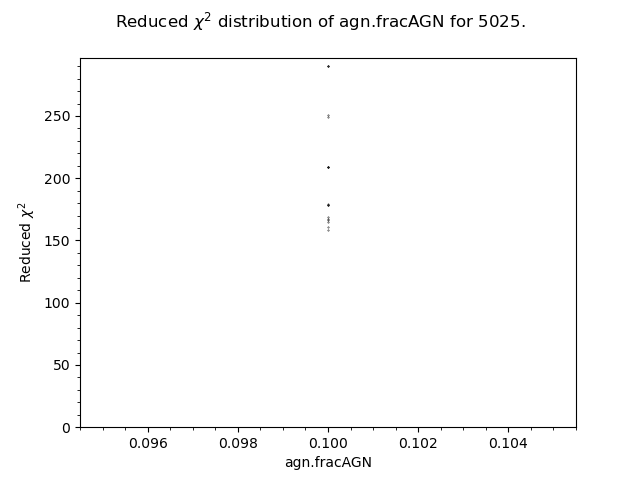 Reduced χ² distribution of agn.fracAGN for 5025.
Reduced χ²
250
200
150
100
50
0
0.096 0.098 0.100 0.102 0.104
agn.fracAGN